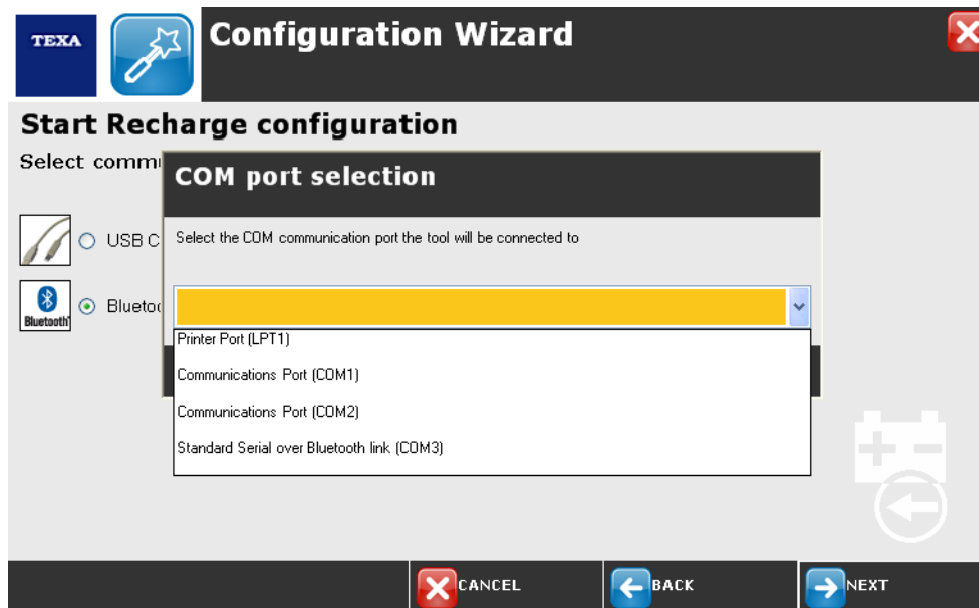 TEXA
Configuration Wizard
Start Recharge configuration
Select comm
COM port selection
USB C
Select the COM communication port the tool will be connected to
Bluetooth
Bluetoo
Printer Port (LPT1)
Communications Port (COM1)
Communications Port (COM2)
Standard Serial over Bluetooth link (COM3)
CANCEL
BACK
NEXT